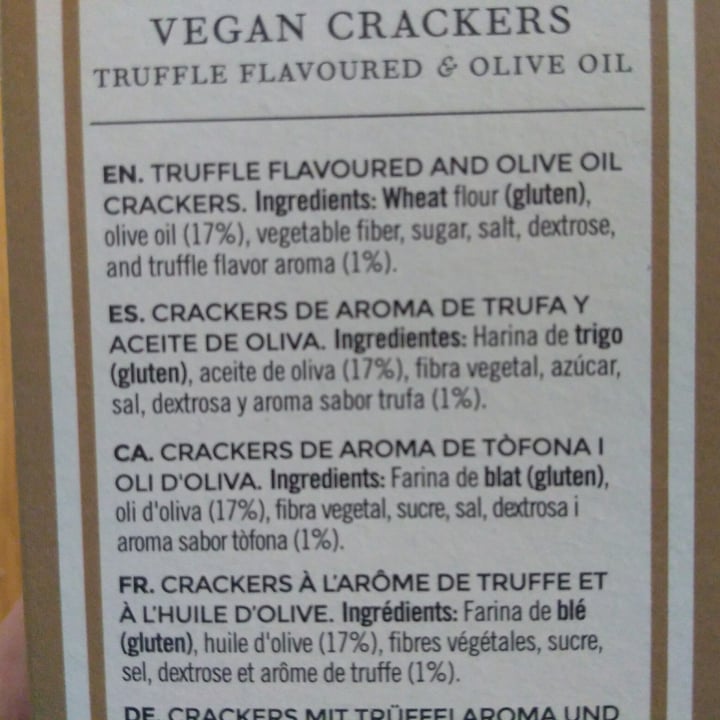 VEGAN CRACKERS
TRUFFLE FLAVOURED & OLIVE OIL
EN. TRUFFLE FLAVOURED AND OLIVE OIL
CRACKERS. Ingredients: Wheat flour (gluten),
olive oil (17%), vegetable fiber, sugar, salt, dextrose,
and truffle flavor aroma (1%).
ES. CRACKERS DE AROMA DE TRUFA Y
ACEITE DE OLIVA. Ingredientes: Harina de trigo
(gluten), aceite de oliva (17%), fibra vegetal, azúcar,
sal, dextrosa y aroma sabor trufa (1%).
CA. CRACKERS DE AROMA DE TÒFONA I
OLI D'OLIVA. Ingredients: Farina de blat (gluten),
oli d'oliva (17%), fibra vegetal, sucre, sal, dextrosa i
aroma sabor tòfona (1%).
FR. CRACKERS À L'ARÔME DE TRUFFE ET
À L'HUILE D'OLIVE. Ingrédients: Farina de blé
(gluten), huile d'olive (17%), fibres végétales, sucre,
sel, dextrose et arôme de truffe (1%).
DE. CRACKERS MIT TRÜFFELAROMA UND